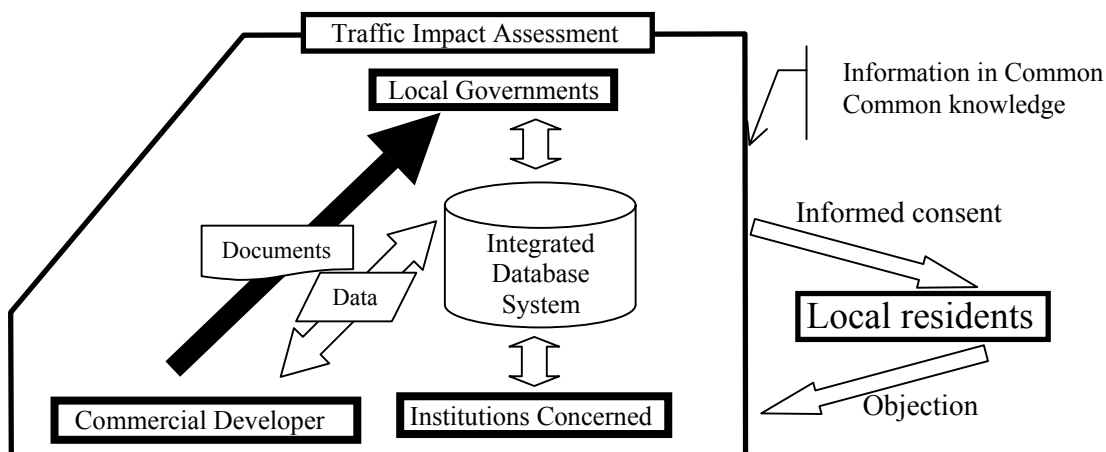 Traffic Impact Assessment
Local Governments
Information in Common
Common knowledge
Informed consent
Documents
Integrated
Database
System
Data
Local residents
Commercial Developer
Institutions Concerned
Objection